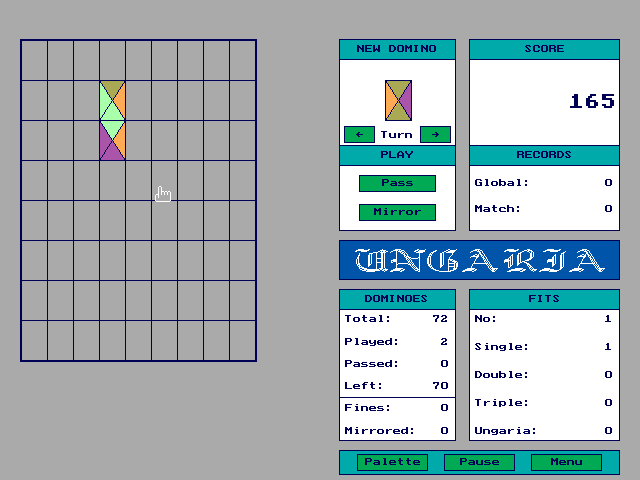 NEW DOMINO
← Turn →
PLAY
Pass
Mirror
SCORE
165
RECORDS
Global: 0
Match: 0
UNGARIA
DOMINOES
Total: 72
Played: 2
Passed: 0
Left: 70
Fines: 0
Mirrored: 0
FITS
No: 1
Single: 1
Double: 0
Triple: 0
Ungaria: 0
Palette Pause Menu